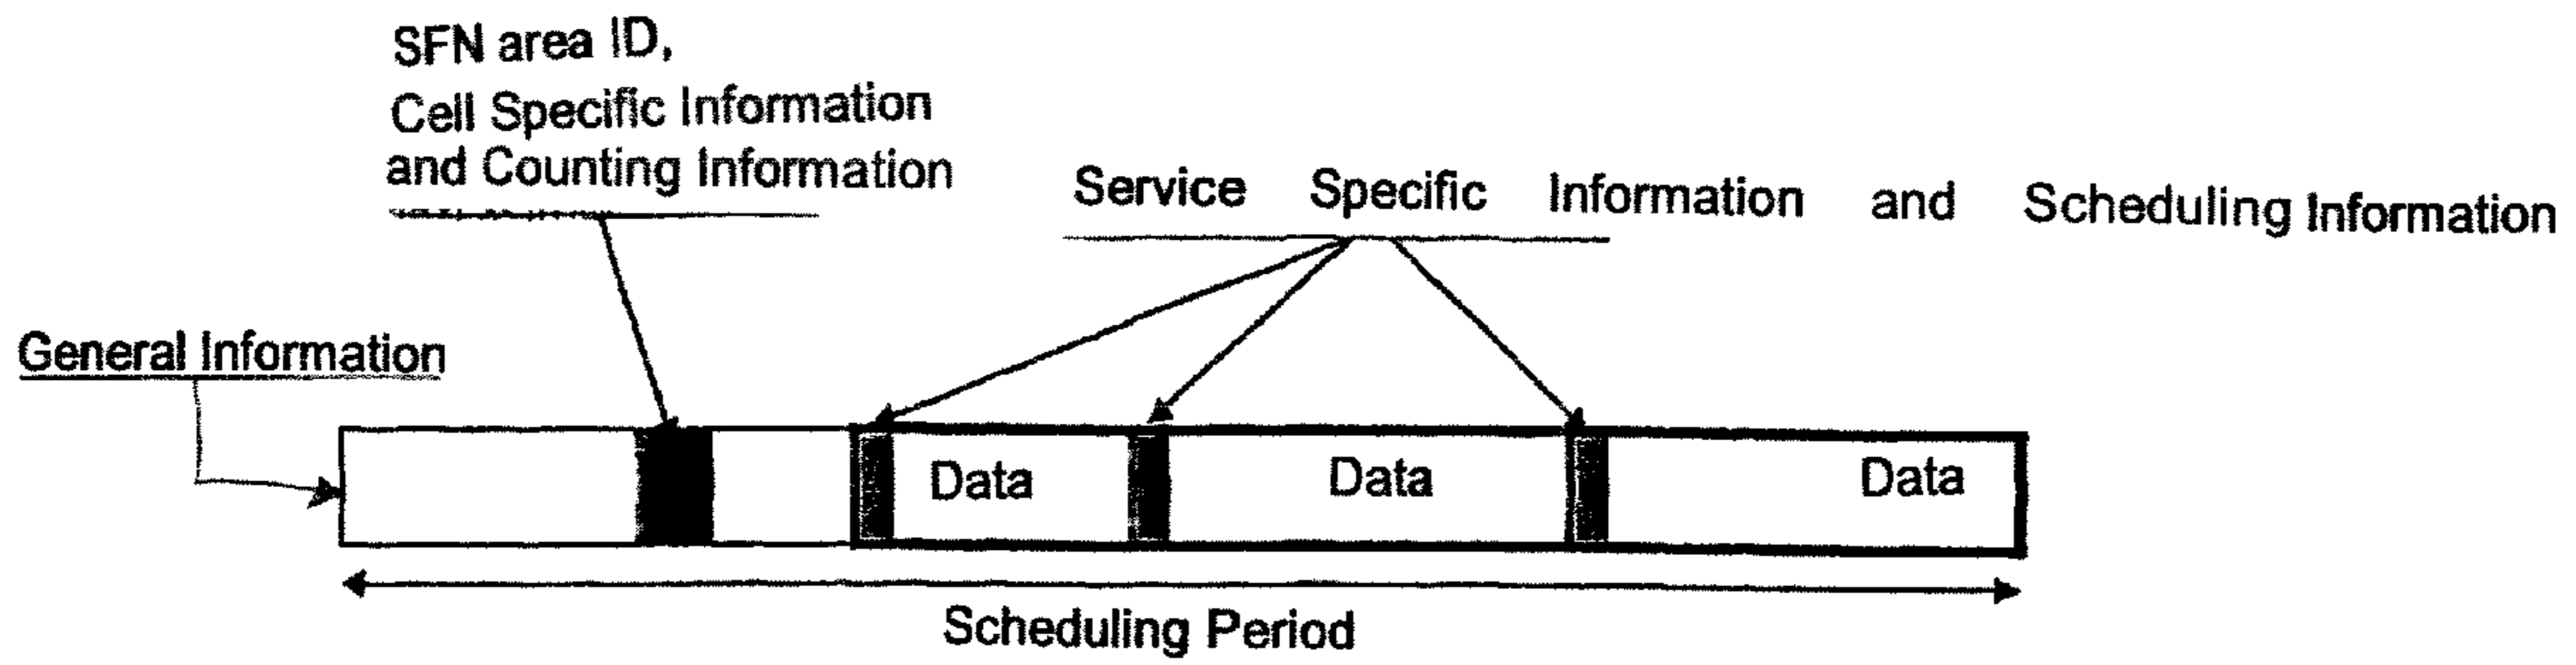 SFN area ID,
Cell Specific Information
and Counting Information
Service Specific Information and Scheduling Information
General Information
Data Data Data
Scheduling Period